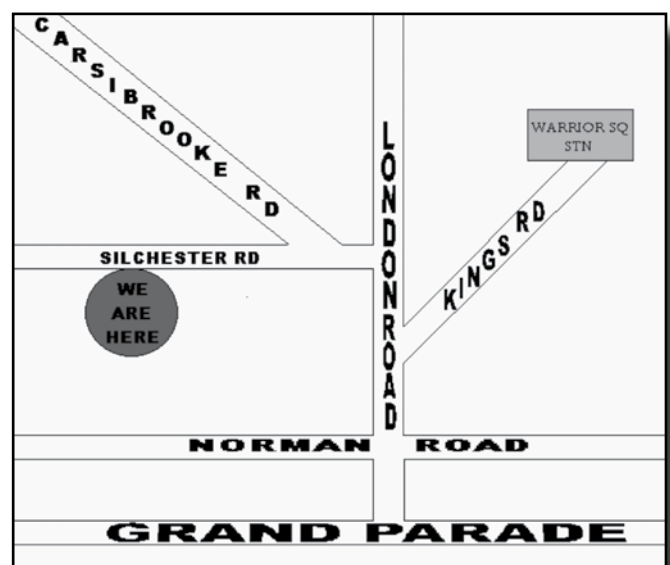 CARSIBROOKE RD
LONDON ROAD
WARRIOR SQ
STN
KINGS RD
SILCHESTER RD
WE
ARE
HERE
NORMAN ROAD
GRAND PARADE